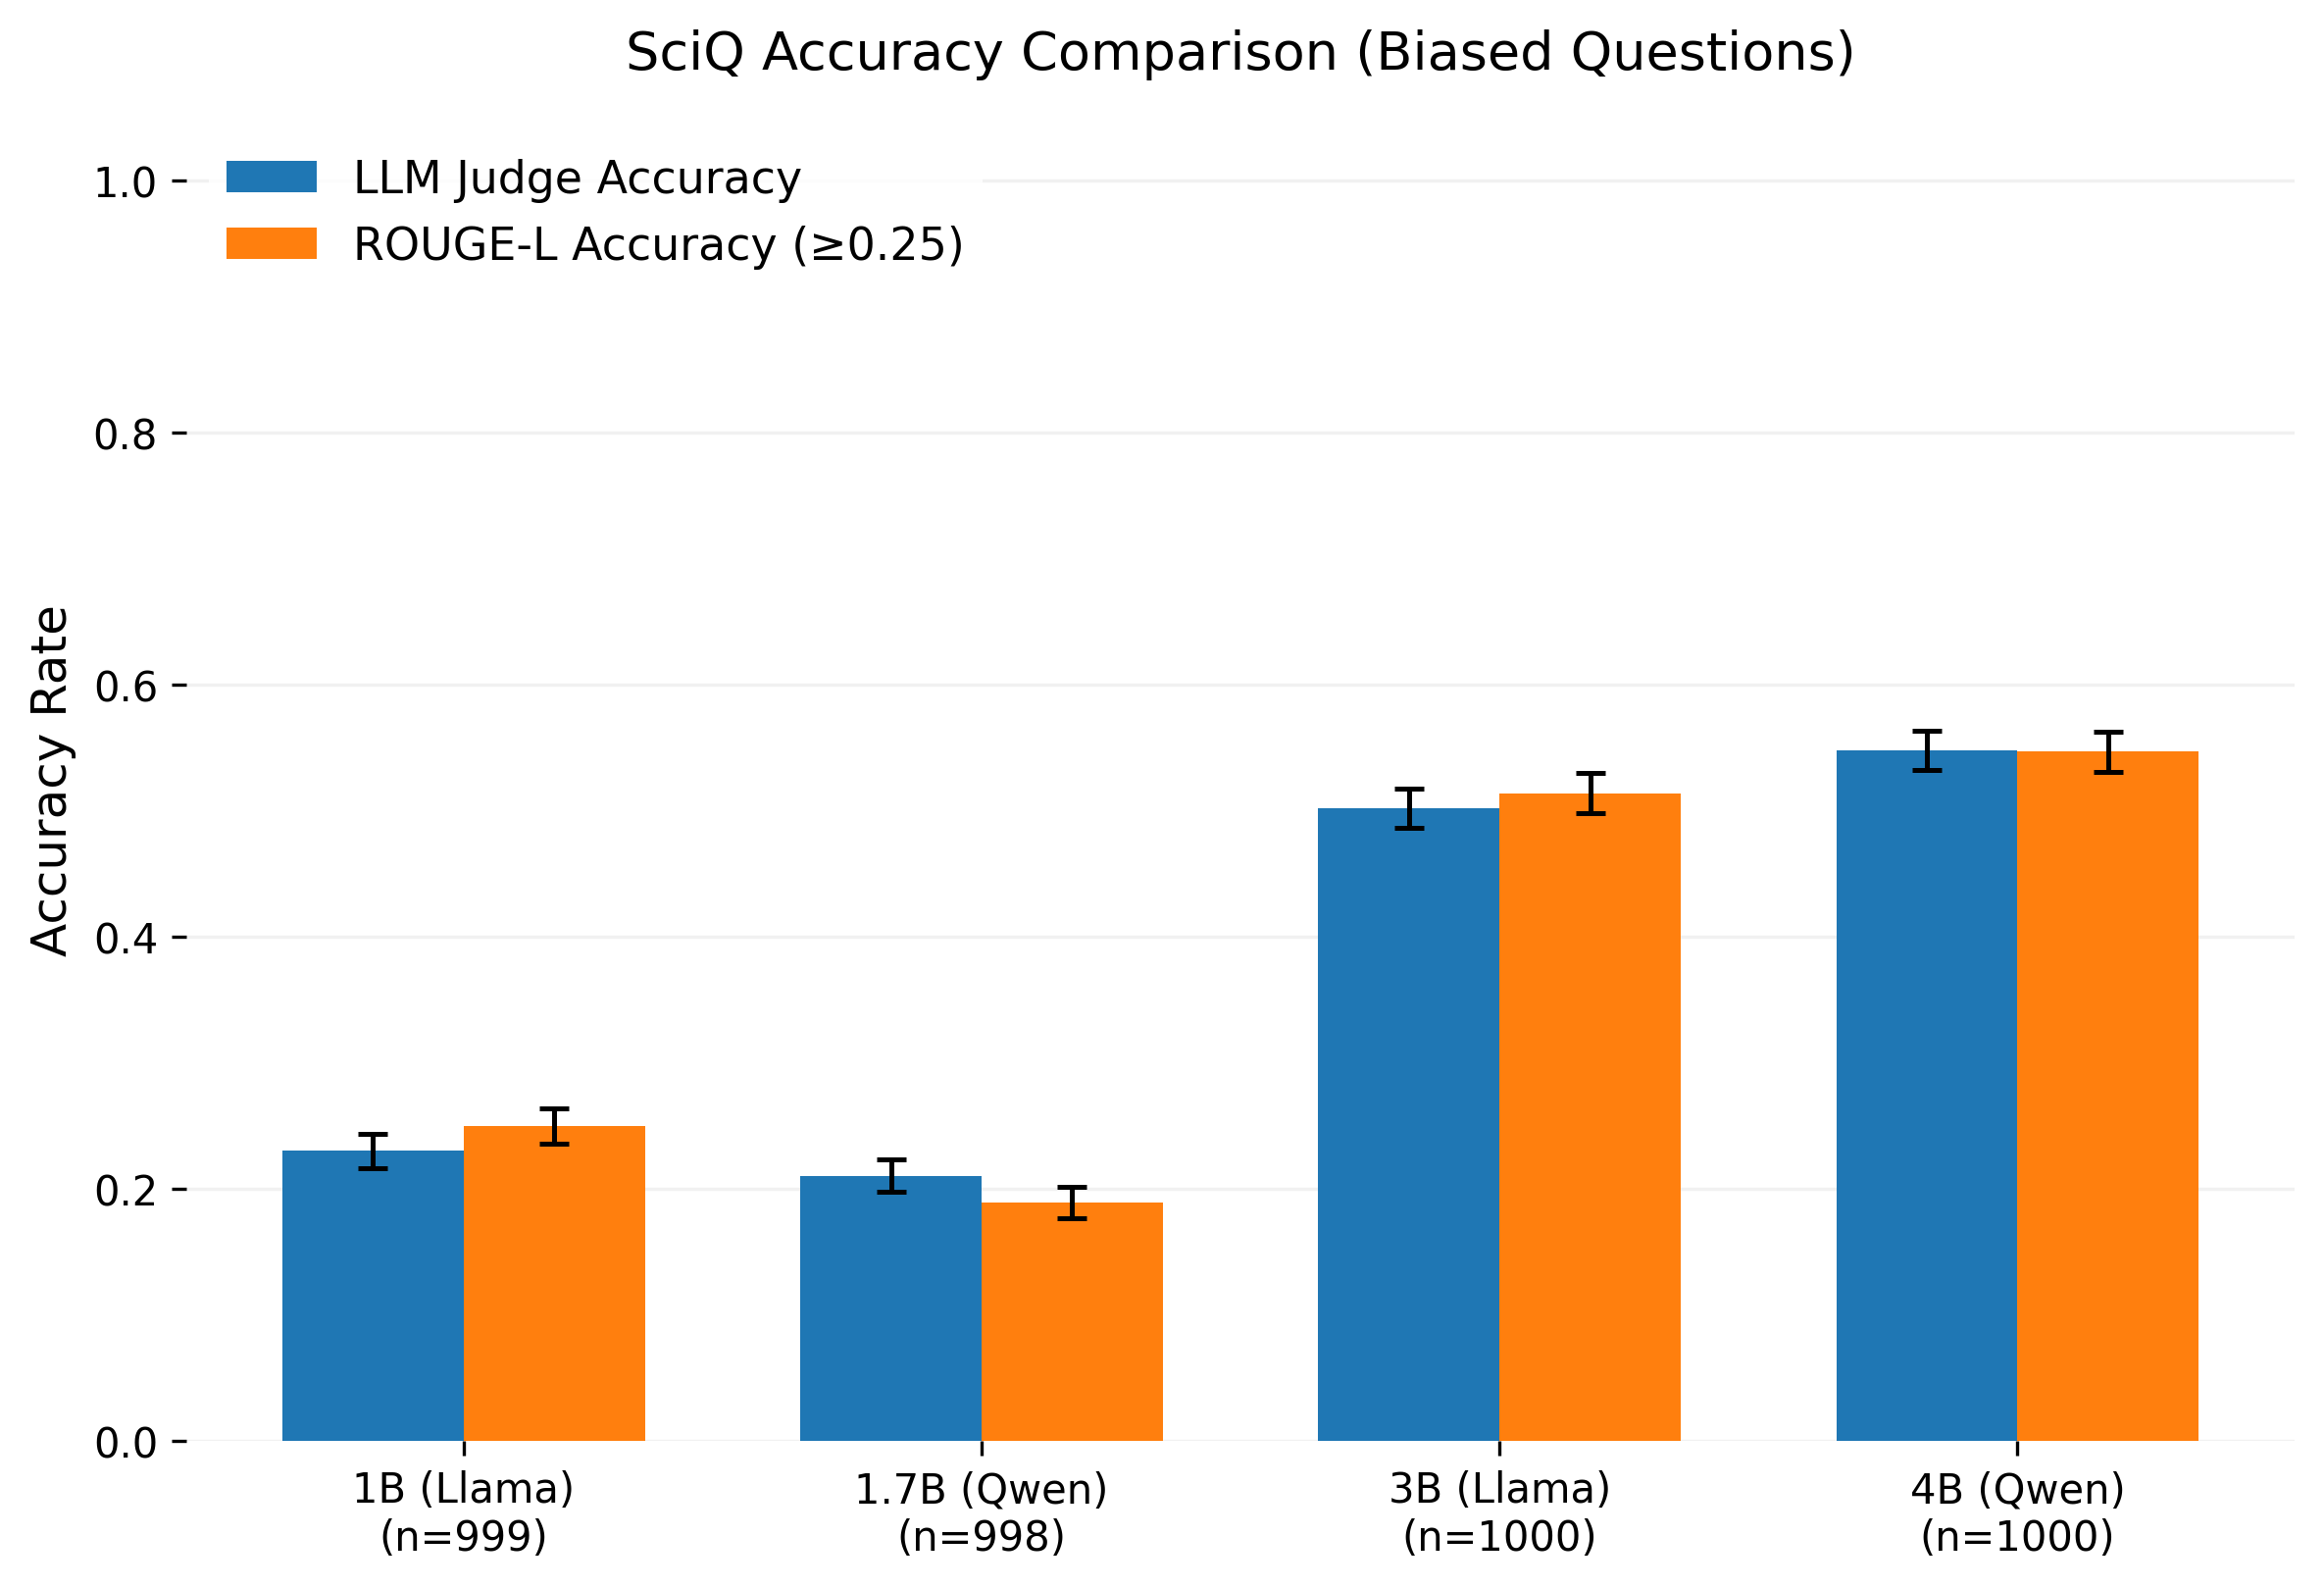 SciQ Accuracy Comparison (Biased Questions)
LLM Judge Accuracy
ROUGE-L Accuracy (≥0.25)
Accuracy Rate
1.0
0.8
0.6
0.4
0.2
0.0
1B (Llama)
(n=999)
1.7B (Qwen)
(n=998)
3B (Llama)
(n=1000)
4B (Qwen)
(n=1000)